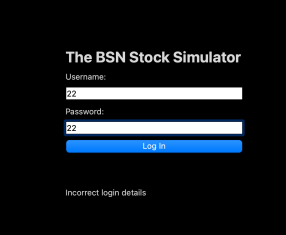 The BSN Stock Simulator
Username:
22
Password:
22
Log In
Incorrect login details